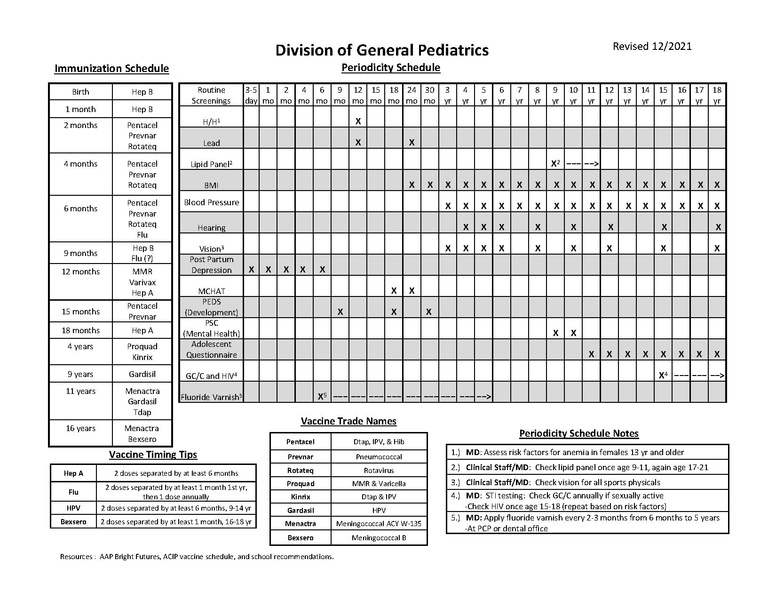 Division of General Pediatrics
Revised 12/2021
Immunization Schedule
Periodicity Schedule
Birth Hep B
1 month Hep B
2 months Pentacel
Prevnar
Rotateq
4 months Pentacel
Prevnar
Rotateq
6 months Pentacel
Prevnar
Rotateq
Flu
9 months Hep B
Flu (?)
12 months MMR
Varivax
Hep A
15 months Pentacel
Prevnar
18 months Hep A
4 years Proquad
Kinrix
9 years Gardisil
11 years Menactra
Gardasil
Tdap
16 years Menactra
Bexsero
Routine 3-5 1 2 4 6 9 12 15 18 24 30 3 4 5 6 7 8 9 10 11 12 13 14 15 16 17 18
Screenings day mo mo mo mo mo mo mo mo mo mo yr yr yr yr yr yr yr yr yr yr yr yr yr yr yr yr
H/H¹ X
Lead X X
Lipid Panel² X² ––– ––>
BMI X X X X X X X X X X X X X X X X X X
Blood Pressure X X X X X X X X X X X X X X X X
Hearing X X X X X X X X
Vision³ X X X X X X X X X
Post Partum
Depression X X X X X
MCHAT X X
PEDS
(Development) X X X
PSC
(Mental Health) X X
Adolescent
Questionnaire X X X X X X X X
GC/C and HIV⁴ X⁴ ––– ––– ––>
Fluoride Varnish⁵ X⁵ ––– ––– ––– ––– ––– ––– ––– ––– ––>
Vaccine Timing Tips
Hep A 2 doses separated by at least 6 months
Flu 2 doses separated by at least 1 month 1st yr,
then 1 dose annually
HPV 2 doses separated by at least 6 months, 9-14 yr
Bexsero 2 doses separated by at least 1 month, 16-18 yr
Vaccine Trade Names
Pentacel Dtap, IPV, & Hib
Prevnar Pneumococcal
Rotateq Rotavirus
Proquad MMR & Varicella
Kinrix Dtap & IPV
Gardasil HPV
Menactra Meningococcal ACY W-135
Bexsero Meningococcal B
Periodicity Schedule Notes
1.) MD: Assess risk factors for anemia in females 13 yr and older
2.) Clinical Staff/MD: Check lipid panel once age 9-11, again age 17-21
3.) Clinical Staff/MD: Check vision for all sports physicals
4.) MD: STI testing: Check GC/C annually if sexually active
-Check HIV once age 15-18 (repeat based on risk factors)
5.) MD: Apply fluoride varnish every 2-3 months from 6 months to 5 years
-At PCP or dental office
Resources : AAP Bright Futures, ACIP vaccine schedule, and school recommendations.